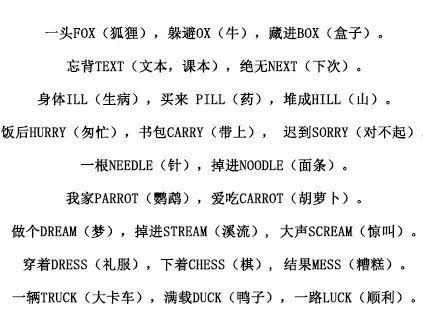 一头FOX（狐狸），躲避OX（牛），藏进BOX（盒子）。
忘背TEXT（文本，课本），绝无NEXT（下次）。
身体ILL（生病），买来 PILL（药），堆成HILL（山）。
饭后HURRY（匆忙），书包CARRY（带上）， 迟到SORRY（对不起）.
一根NEEDLE（针），掉进NOODLE（面条）。
我家PARROT（鹦鹉），爱吃CARROT（胡萝卜）。
做个DREAM（梦），掉进STREAM（溪流）， 大声SCREAM（惊叫）。
穿着DRESS（礼服），下着CHESS（棋）， 结果MESS（糟糕）。
一辆TRUCK（大卡车），满载DUCK（鸭子），一路LUCK（顺利）。